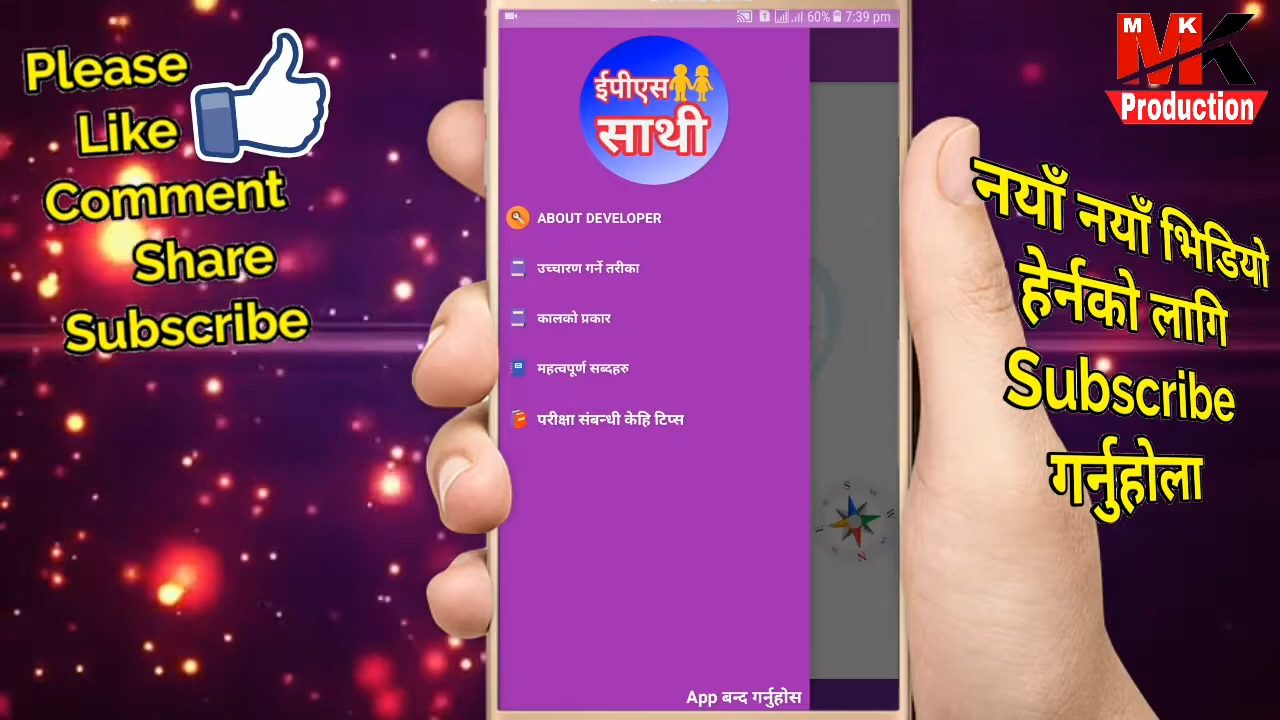 Please
Like
Comment
Share
Subscribe
60% 7:39 pm
ईपीएस
साथी
ABOUT DEVELOPER
उच्चारण गर्ने तरीका
कालको प्रकार
महत्वपूर्ण सब्दहरु
परीक्षा संबन्धी केहि टिप्स
App बन्द गर्नुहोस
S
W
N
M K
MK
Production
नयाँ नयाँ भिडियो
हेर्नको लागि
Subscribe
गर्नुहोला